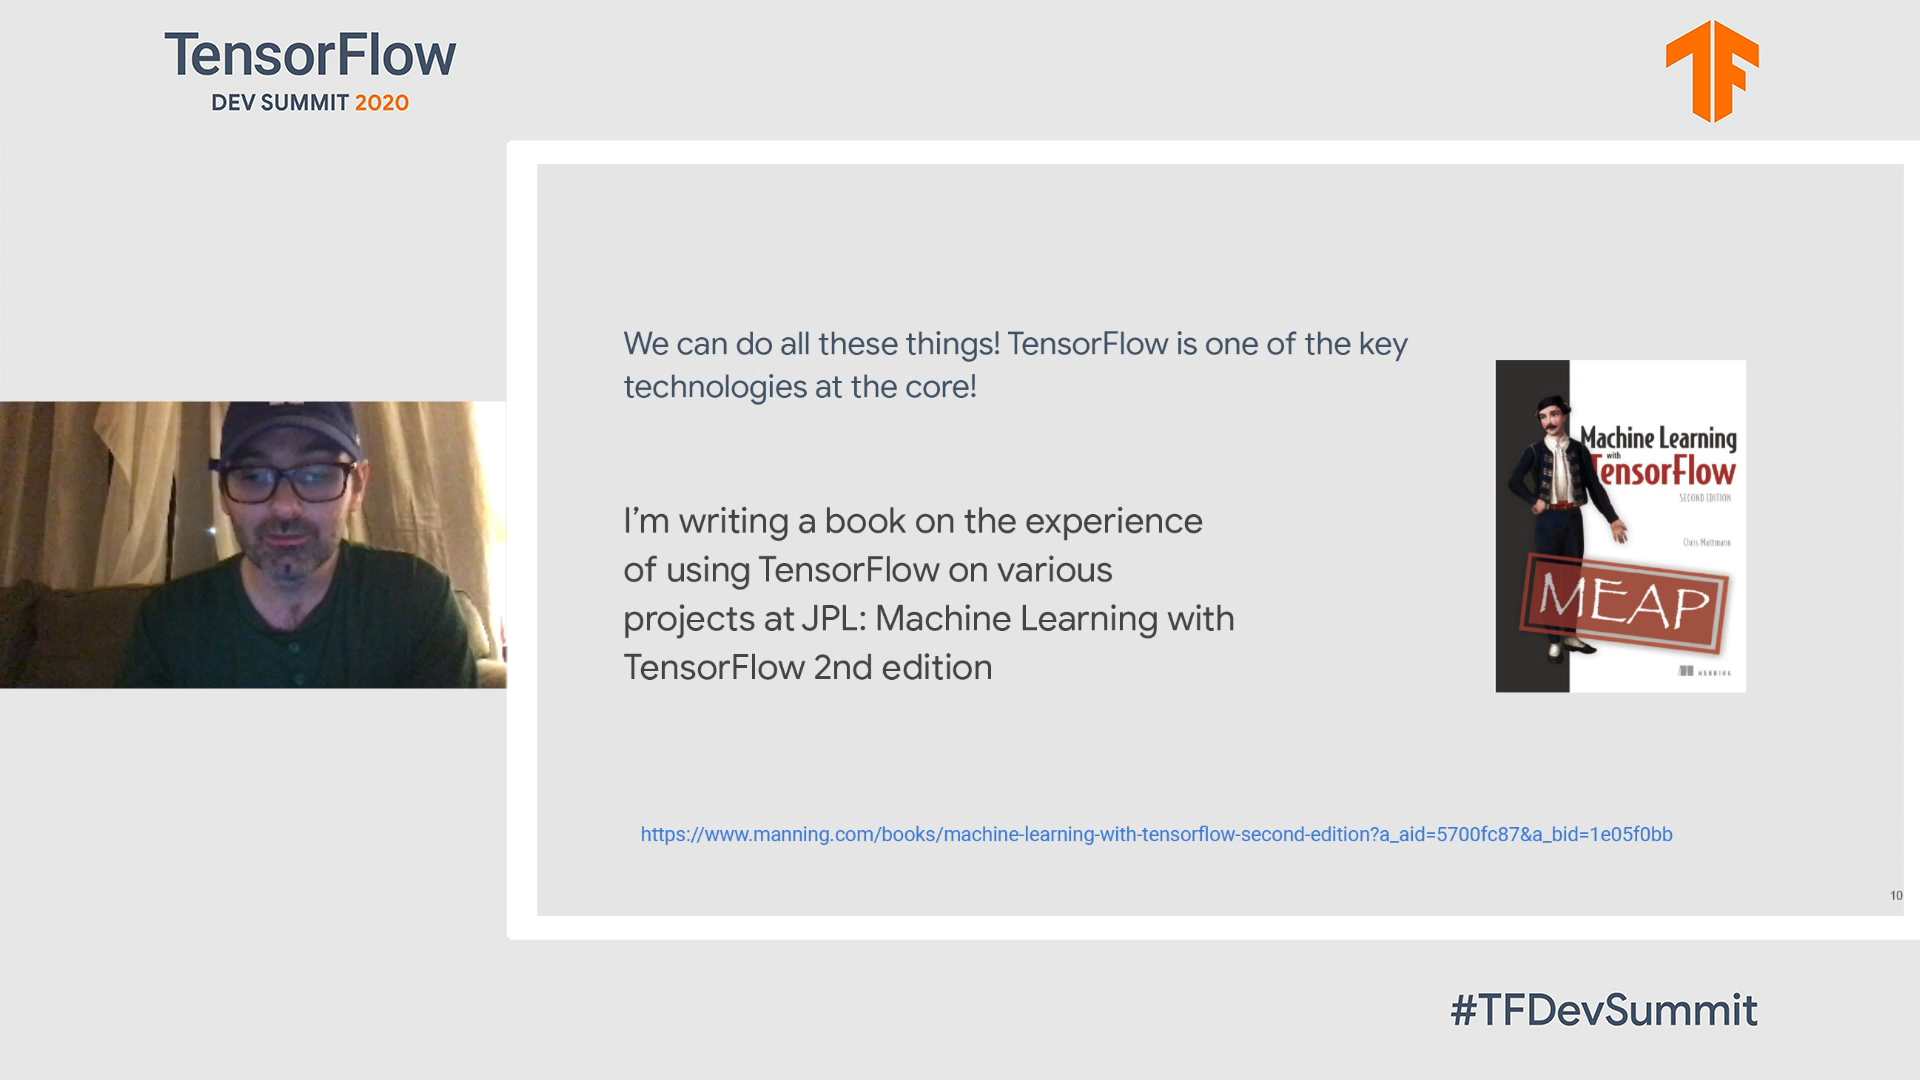 TensorFlow
DEV SUMMIT 2020
We can do all these things! TensorFlow is one of the key
technologies at the core!
I'm writing a book on the experience
of using TensorFlow on various
projects at JPL: Machine Learning with
TensorFlow 2nd edition
Machine Learning
with
TensorFlow
SECOND EDITION
Chris Mattmann
MEAP
MANNING
https://www.manning.com/books/machine-learning-with-tensorflow-second-edition?a_aid=5700fc87&a_bid=1e05f0bb
10
#TFDevSummit